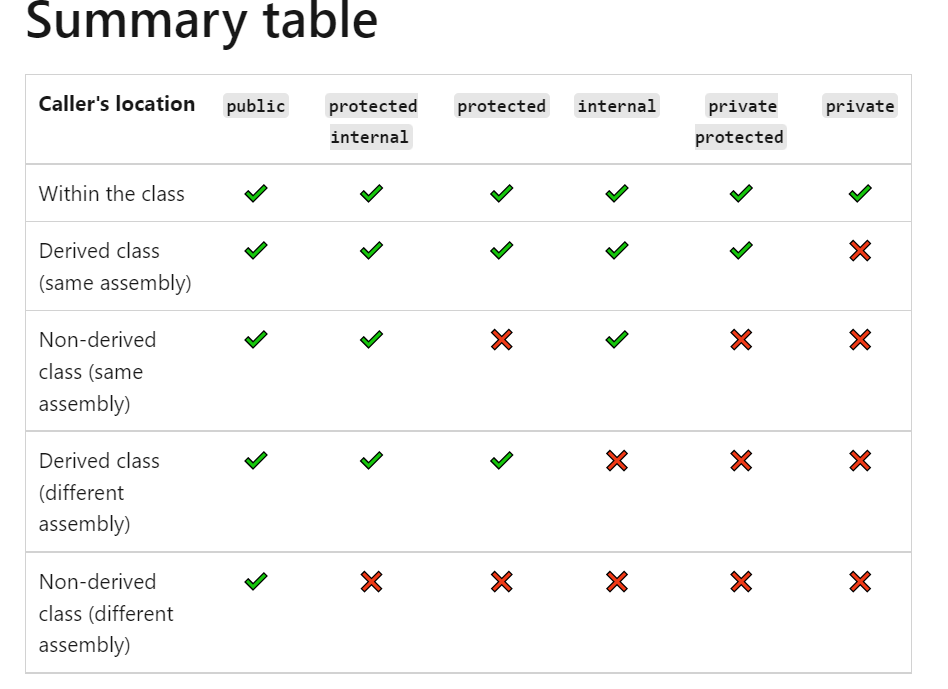 Summary table
Caller's location public protected internal private private
protected internal protected
Within the class ✔ ✔ ✔ ✔ ✔ ✔
Derived class ✔ ✔ ✔ ✔ ✔ ❌
(same assembly)
Non-derived ✔ ✔ ❌ ✔ ❌ ❌
class (same
assembly)
Derived class ✔ ✔ ✔ ❌ ❌ ❌
(different
assembly)
Non-derived ✔ ❌ ❌ ❌ ❌ ❌
class (different
assembly)